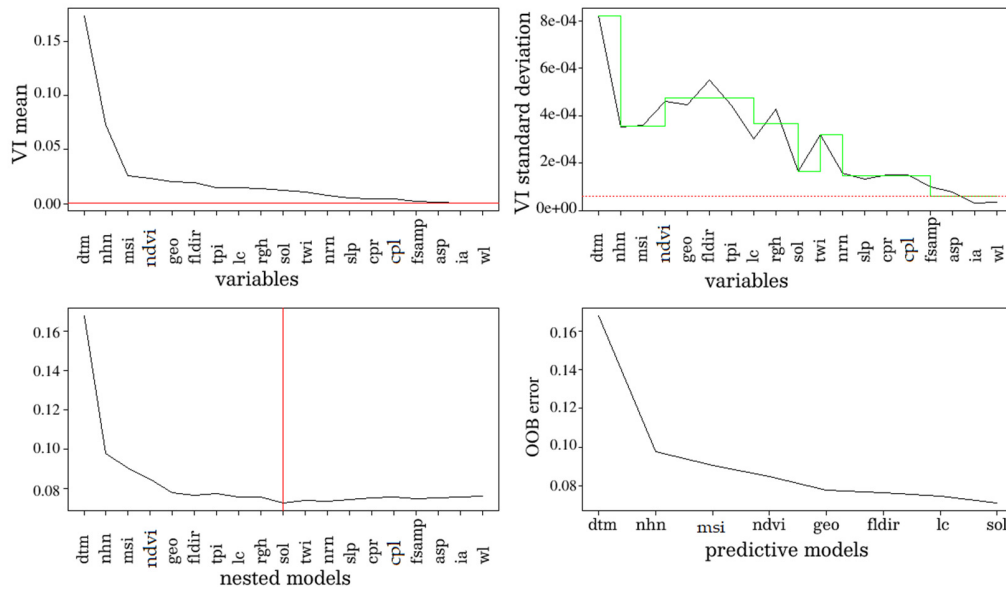 VI mean
0.15
0.10
0.05
0.00
dtm nhn msi ndvi geo fldir tpi lc rgh sol twi nrn slp cpr cpl fsamp asp ia wl
variables
VI standard deviation
8e-04
6e-04
4e-04
2e-04
0e+00
dtm nhn msi ndvi geo fldir tpi lc rgh sol twi nrn slp cpr cpl fsamp asp ia wl
variables
0.16
0.14
0.12
0.10
0.08
dtm nhn msi ndvi geo fldir tpi lc rgh sol twi nrn slp cpr cpl fsamp asp ia wl
nested models
OOB error
0.16
0.14
0.12
0.10
0.08
dtm nhn msi ndvi geo fldir lc sol
predictive models